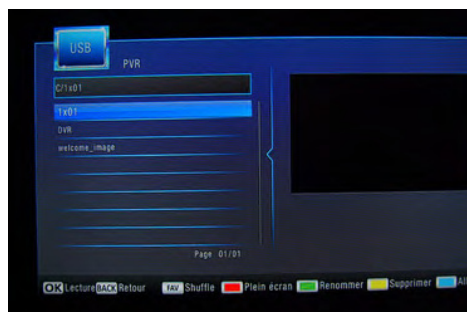 USB
PVR
C/1x01
1x01
DVR
welcome_image
Page 01/01
OK Lecture BACK Retour FAV Shuffle Plein écran Renommer Supprimer